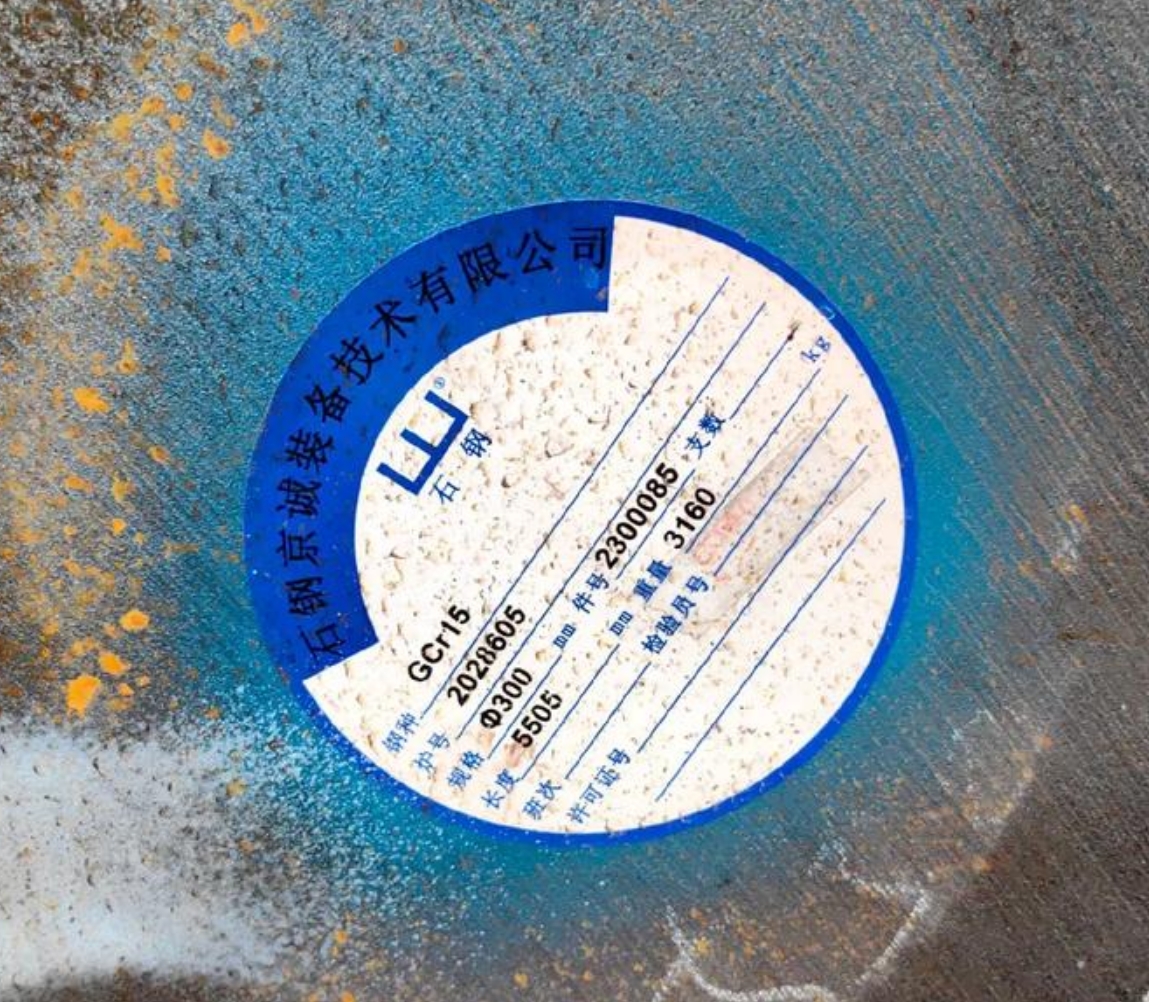 石钢京诚装备技术有限公司
®
石钢
钢种 GCr15
炉号 2028605
规格 Φ300 mm 件号 2300085 支数
长度 5505 mm 重量 3160 kg
班次 检验员号
许可证号